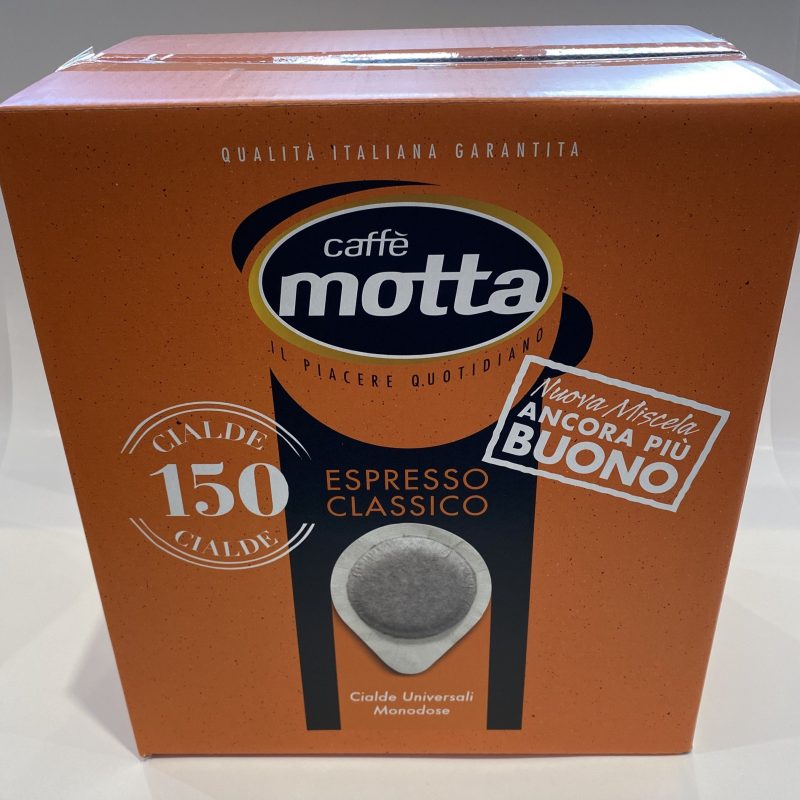 QUALITÀ ITALIANA GARANTITA
caffè
motta
IL PIACERE QUOTIDIANO
Nuova Miscela
ANCORA PIÙ
BUONO
CIALDE
150
CIALDE
ESPRESSO
CLASSICO
Cialde Universali
Monodose